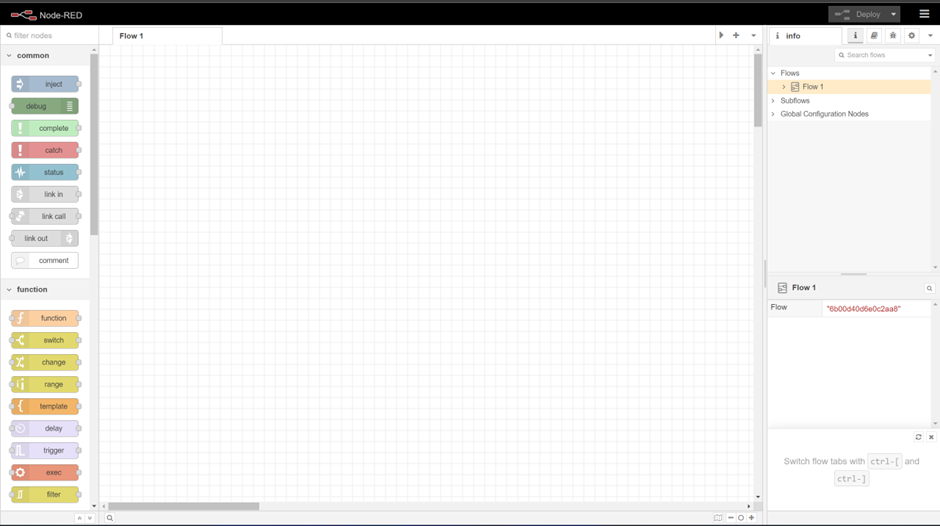 Node-RED
Deploy
filter nodes
Flow 1
i info
i
Search flows
common
Flows
Flow 1
Subflows
Global Configuration Nodes
inject
debug
complete
catch
status
link in
link call
link out
comment
function
Flow 1
Flow "6b00d40d6e0c2aa8"
function
switch
change
range
template
delay
trigger
exec
filter
Switch flow tabs with ctrl-[ and
ctrl-]